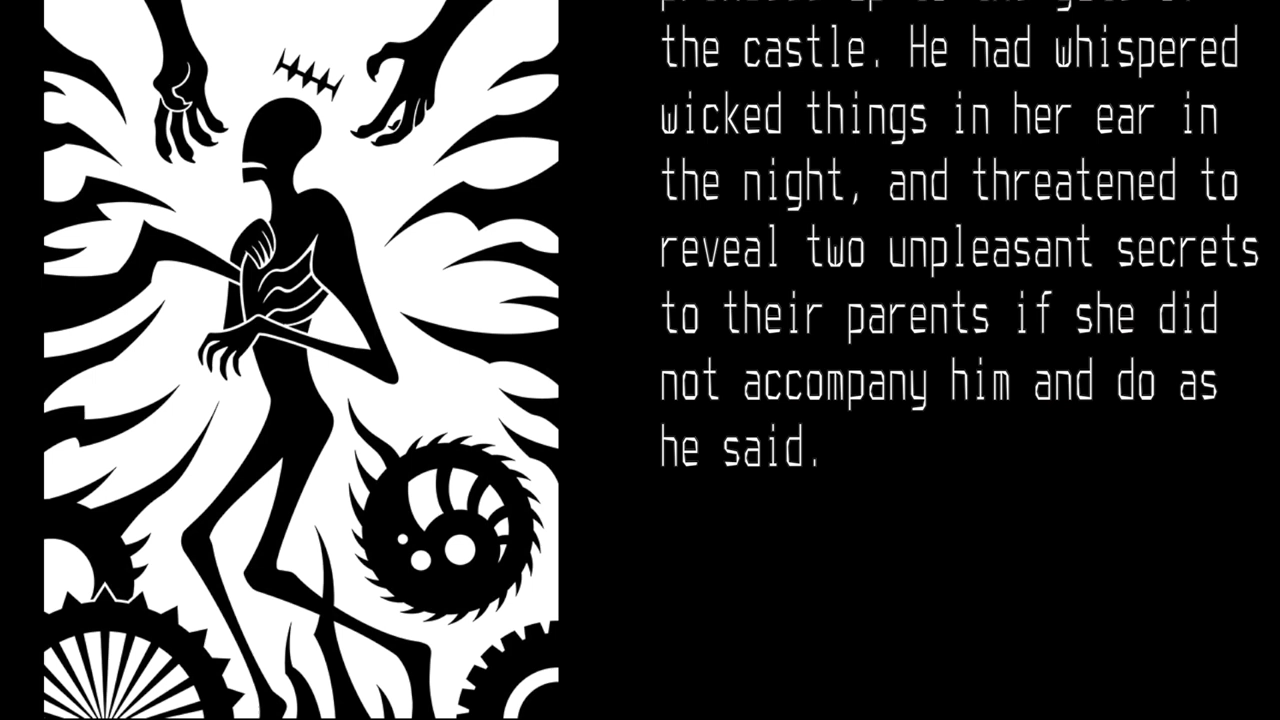 the castle. He had whispered
wicked things in her ear in
the night, and threatened to
reveal two unpleasant secrets
to their parents if she did
not accompany him and do as
he said.